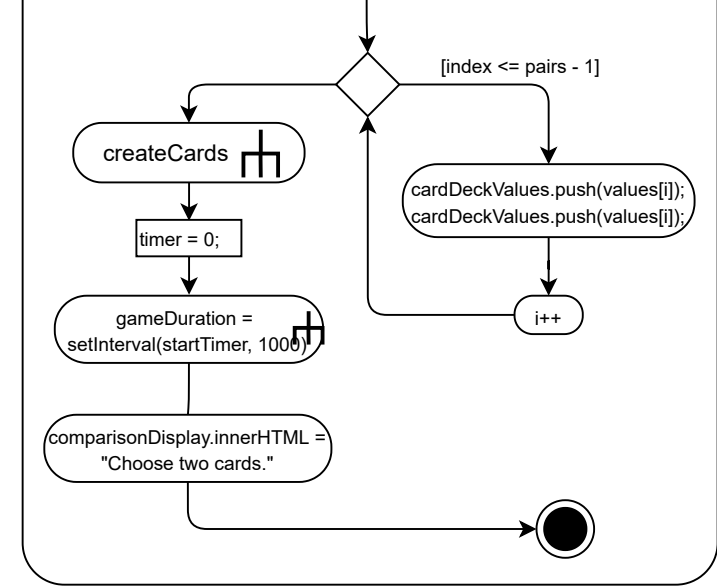 [index <= pairs - 1]
createCards
cardDeckValues.push(values[i]);
cardDeckValues.push(values[i]);
timer = 0;
gameDuration =
setInterval(startTimer, 1000)
i++
comparisonDisplay.innerHTML =
"Choose two cards."